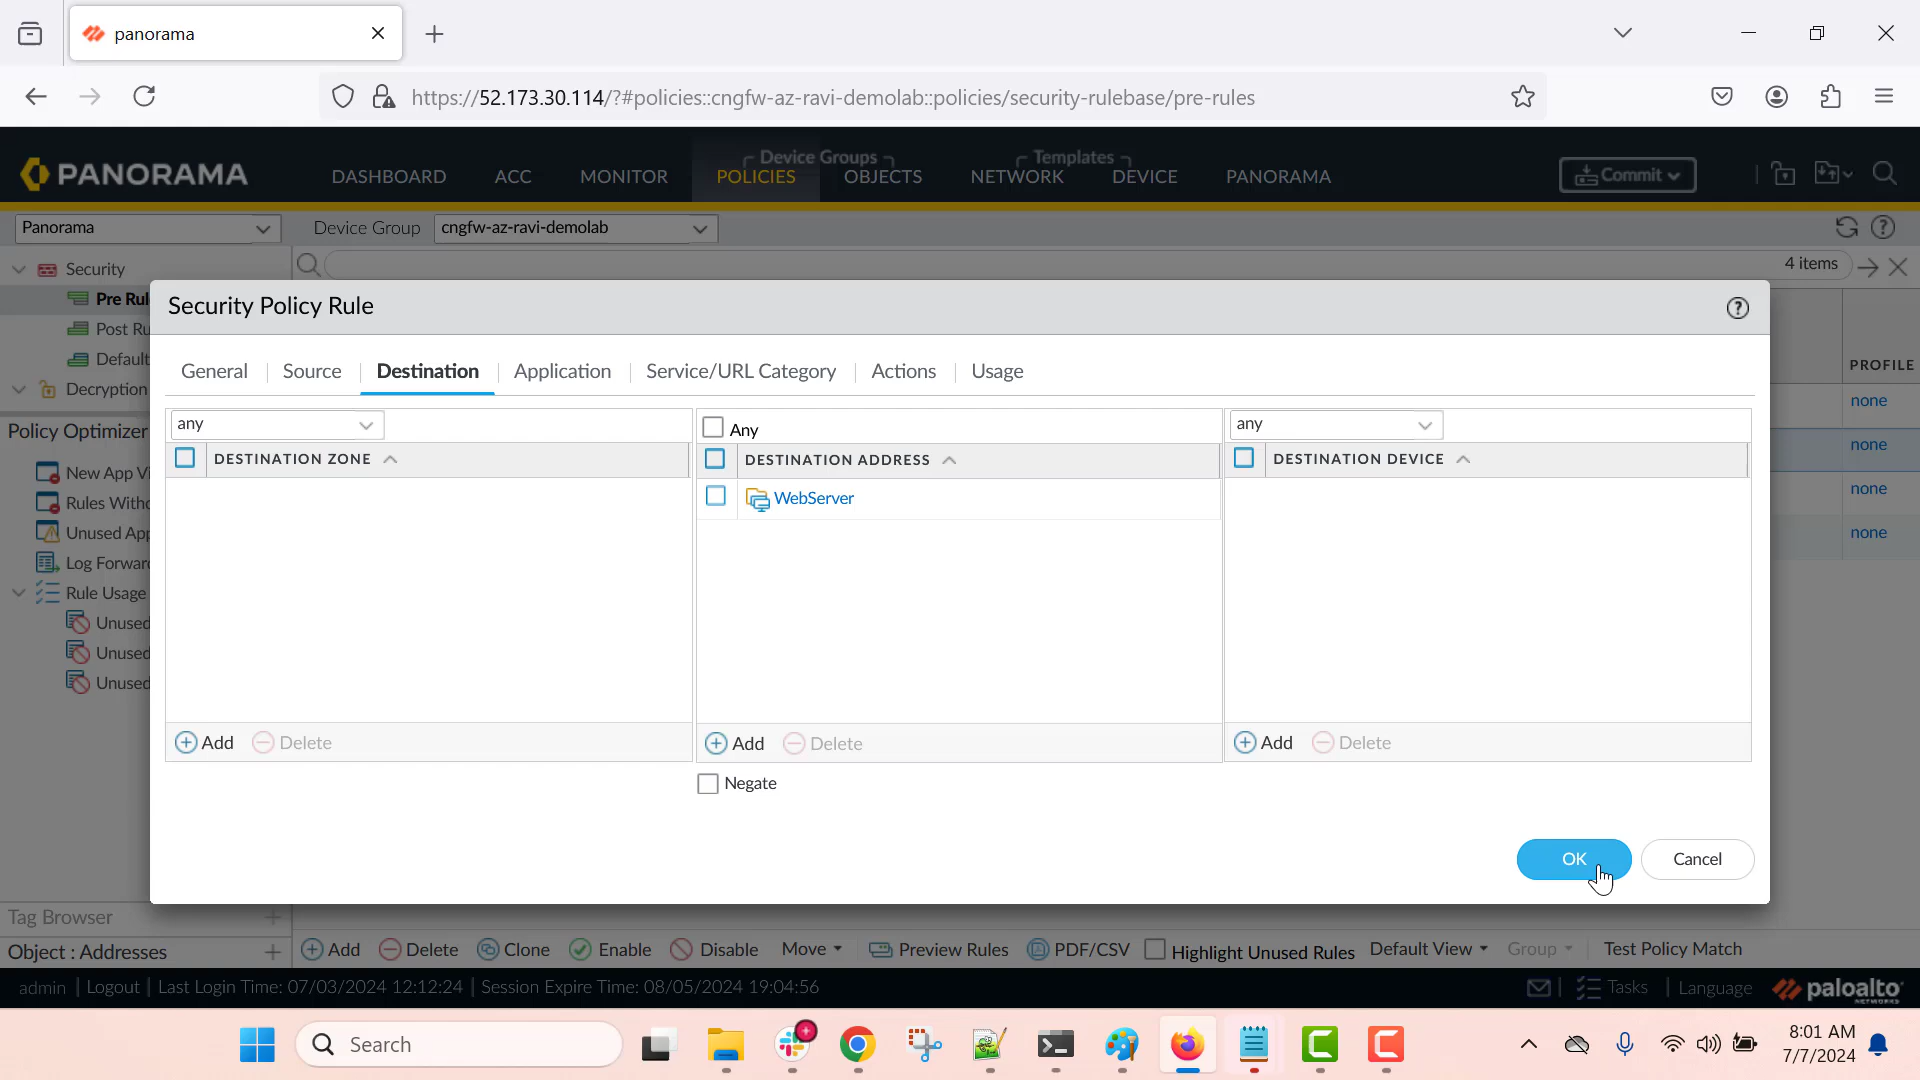 panorama
https://52.173.30.114/?#policies::cngfw-az-ravi-demolab::policies/security-rulebase/pre-rules
PANORAMA
DASHBOARD
ACC
MONITOR
Device Groups
POLICIES
OBJECTS
Templates
NETWORK
DEVICE
PANORAMA
Commit
Panorama
Device Group
cngfw-az-ravi-demolab
Security
4 items
Pre Rul
Post Ru
Default
Decryption
Policy Optimizer
New App Vi
Rules Witho
Unused App
Log Forward
Rule Usage
Unused
Unused
Unused
PROFILE
none
none
none
none
Security Policy Rule
General
Source
Destination
Application
Service/URL Category
Actions
Usage
any
Any
any
DESTINATION ZONE
DESTINATION ADDRESS
DESTINATION DEVICE
WebServer
Add
Delete
Add
Delete
Add
Delete
Negate
OK
Cancel
Tag Browser
Object : Addresses
Add
Delete
Clone
Enable
Disable
Move
Preview Rules
PDF/CSV
Highlight Unused Rules
Default View
Group
Test Policy Match
admin | Logout | Last Login Time: 07/03/2024 12:12:24 | Session Expire Time: 08/05/2024 19:04:56
Tasks
Language
paloalto
NETWORKS
Search
8:01 AM
7/7/2024